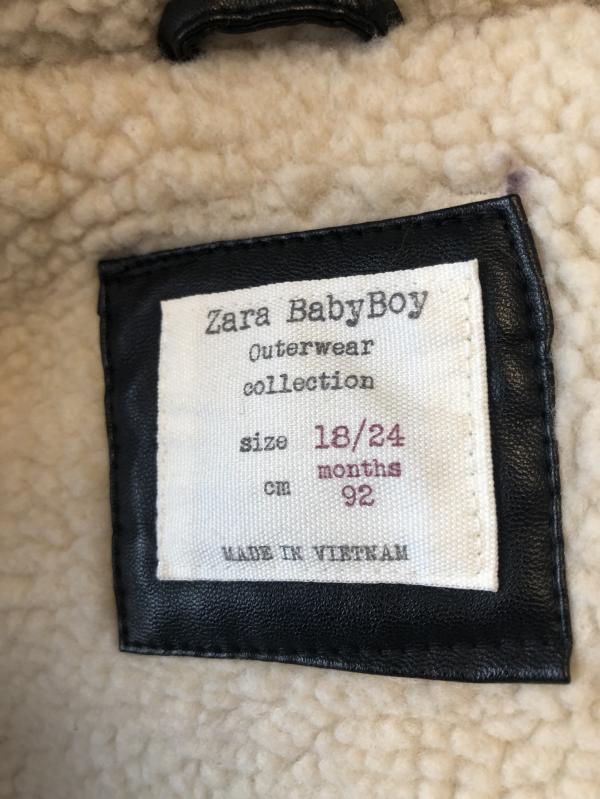 Zara BabyBoy
Outerwear
collection
size 18/24
months
cm 92
MADE IN VIETNAM